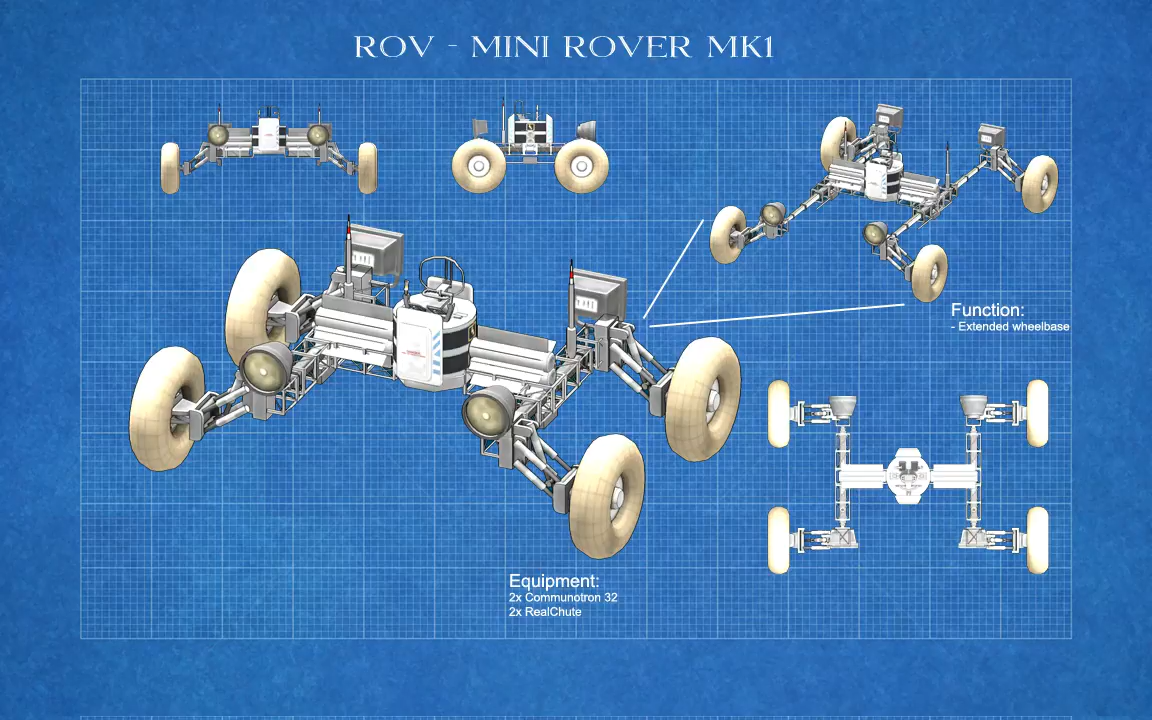 ROV - MINI ROVER MK1
Function:
- Extended wheelbase
Equipment:
2x Communotron 32
2x RealChute